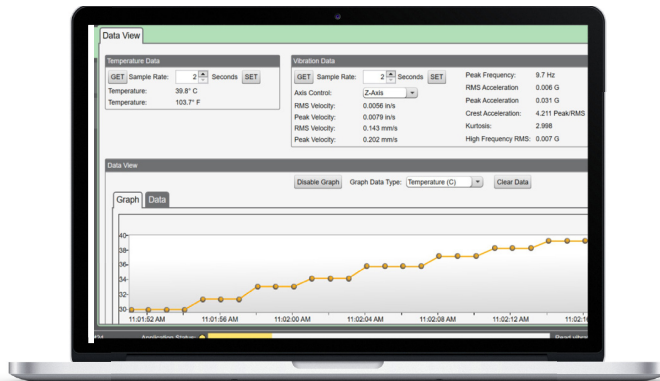 Data View
Temperature Data
GET Sample Rate: 2 Seconds SET
Temperature: 39.8° C
Temperature: 103.7° F
Vibration Data
GET Sample Rate: 2 Seconds SET
Axis Control: Z-Axis
RMS Velocity: 0.0056 in/s
Peak Velocity: 0.0079 in/s
RMS Velocity: 0.143 mm/s
Peak Velocity: 0.202 mm/s
Peak Frequency: 9.7 Hz
RMS Acceleration 0.006 G
Peak Acceleration 0.031 G
Crest Acceleration: 4.211 Peak/RMS
Kurtosis: 2.998
High Frequency RMS: 0.007 G
Data View
Disable Graph Graph Data Type: Temperature (C) Clear Data
Graph Data
40
38
36
34
32
30
11:01:52 AM 11:01:56 AM 11:02:00 AM 11:02:04 AM 11:02:08 AM 11:02:12 AM 11:02:1
Application Status: Read